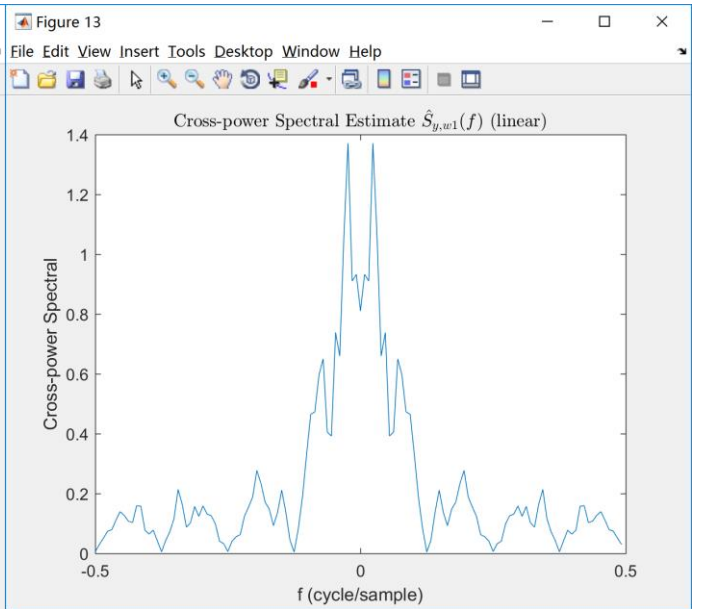 Figure 13
File Edit View Insert Tools Desktop Window Help
Cross-power Spectral Estimate $\hat{S}_{y,w1}(f)$ (linear)
1.4
1.2
1
0.8
0.6
0.4
0.2
0
Cross-power Spectral
-0.5
0
0.5
f (cycle/sample)